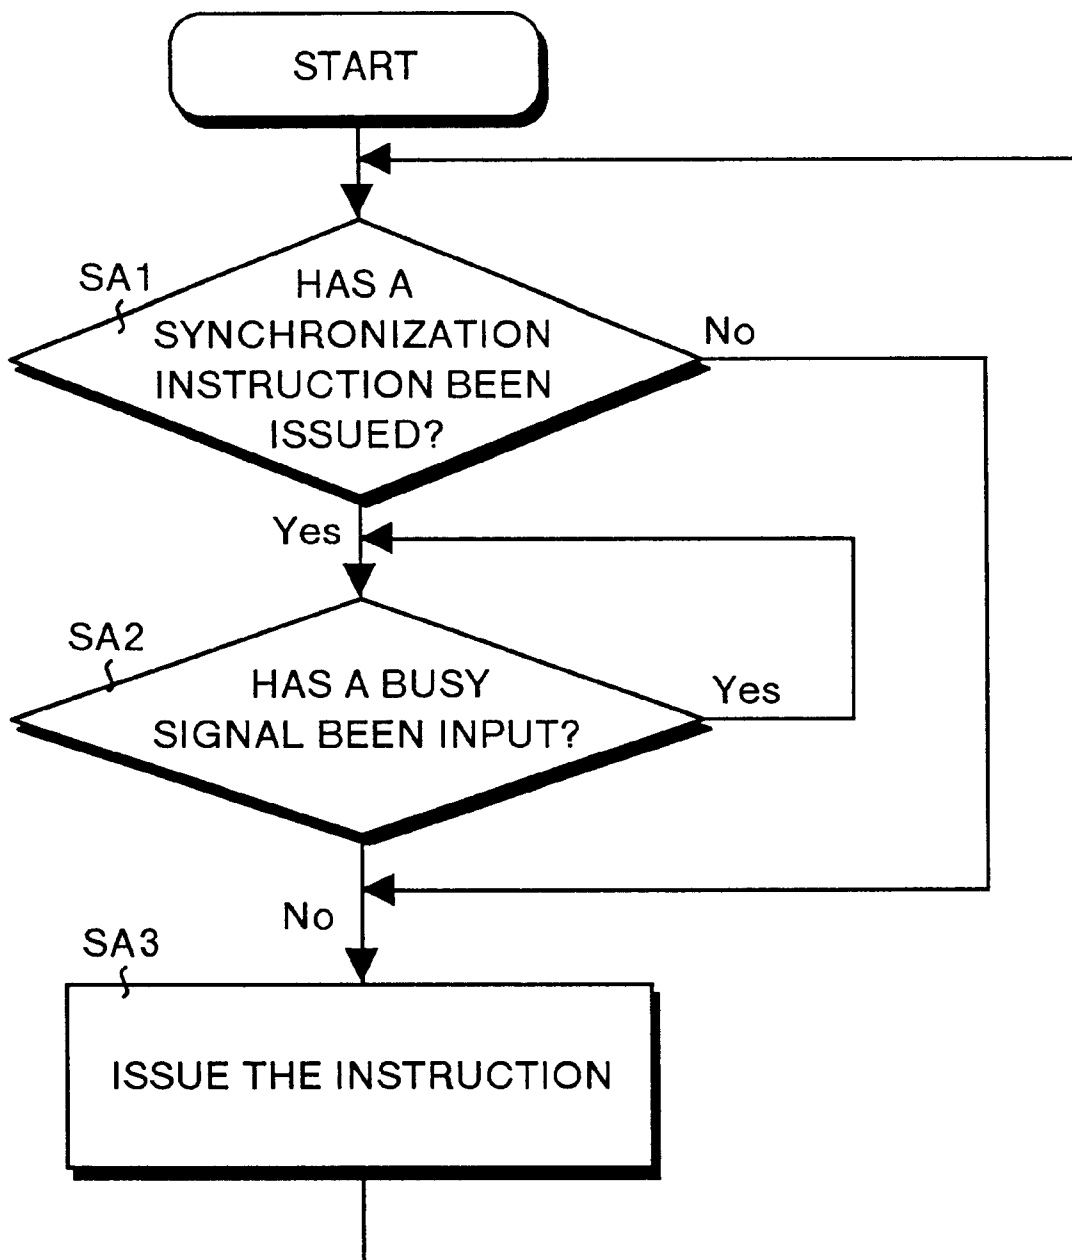 START
SA1
HAS A
SYNCHRONIZATION
INSTRUCTION BEEN
ISSUED?
No
Yes
SA2
HAS A BUSY
SIGNAL BEEN INPUT?
Yes
No
SA3
ISSUE THE INSTRUCTION